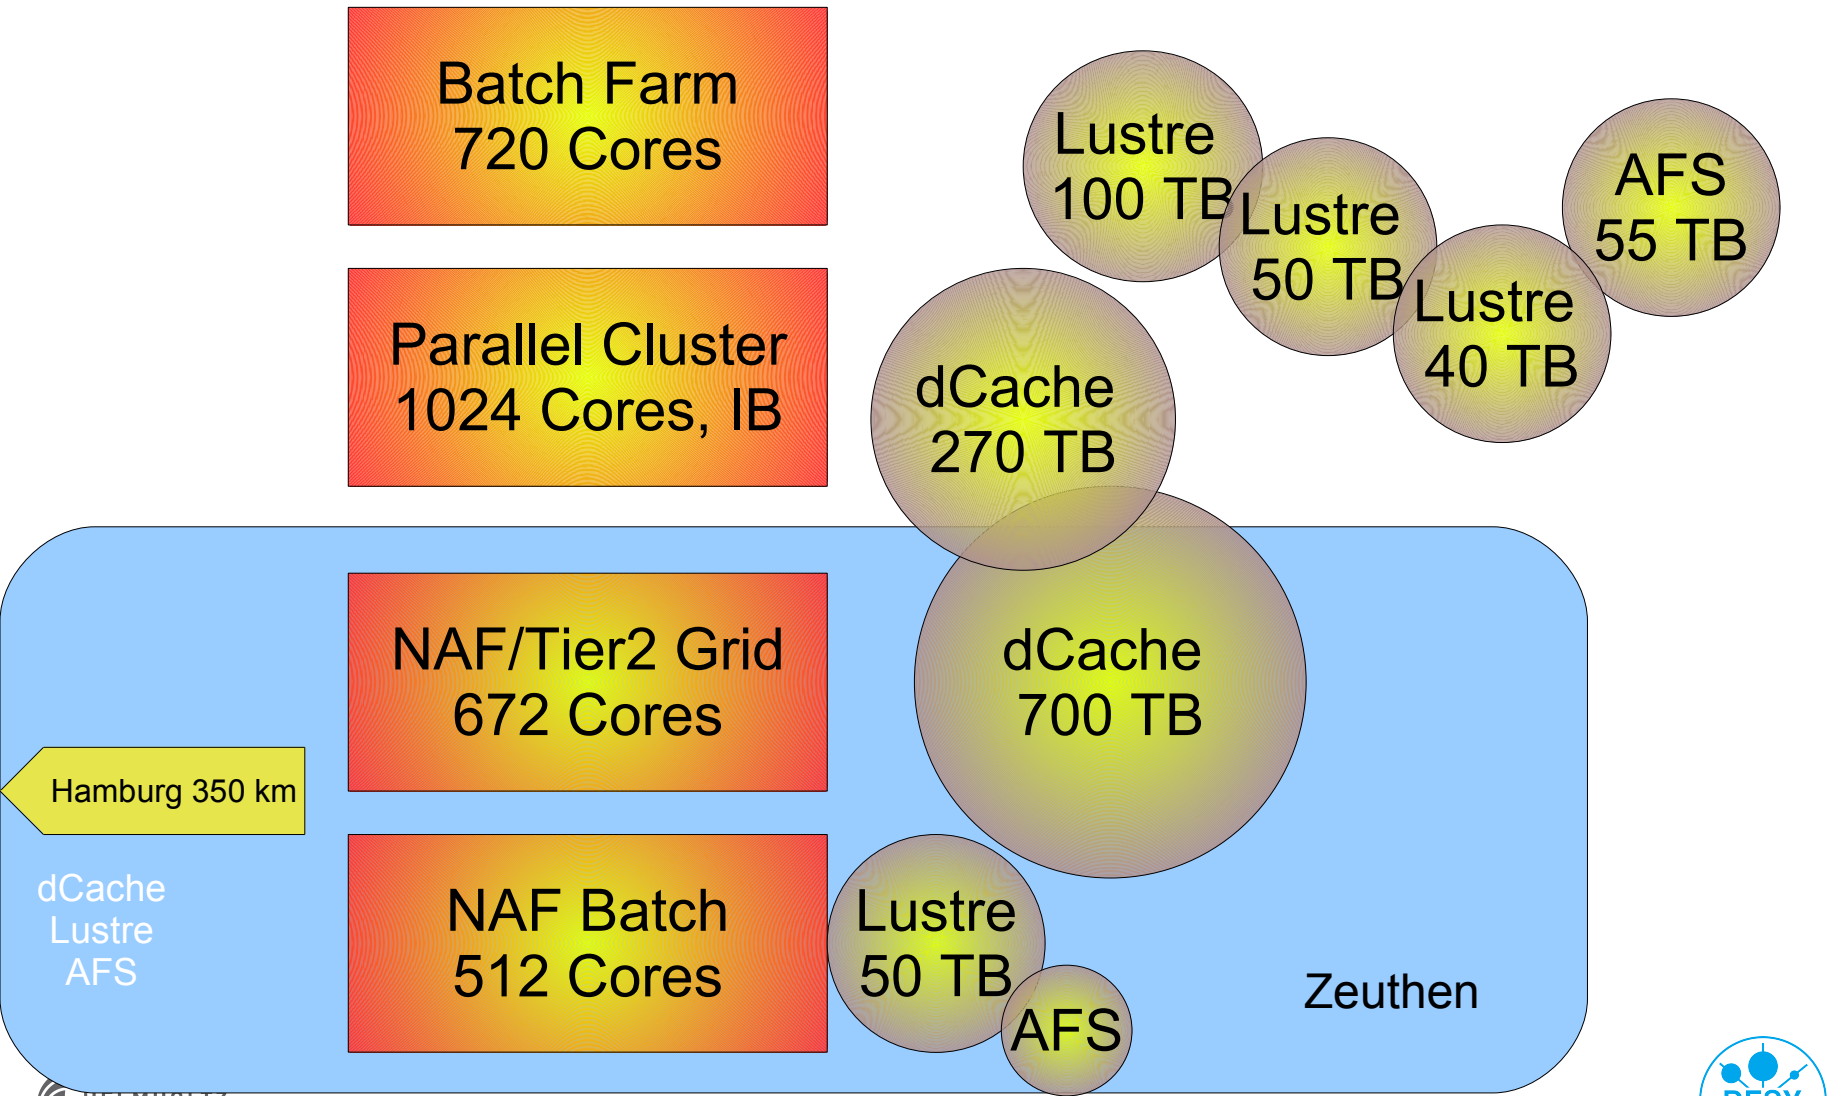 Batch Farm
720 Cores
Lustre
100 TB
Lustre
50 TB
Lustre
40 TB
AFS
55 TB
Parallel Cluster
1024 Cores, IB
dCache
270 TB
NAF/Tier2 Grid
672 Cores
dCache
700 TB
Hamburg 350 km
dCache
Lustre
AFS
NAF Batch
512 Cores
Lustre
50 TB
AFS
Zeuthen